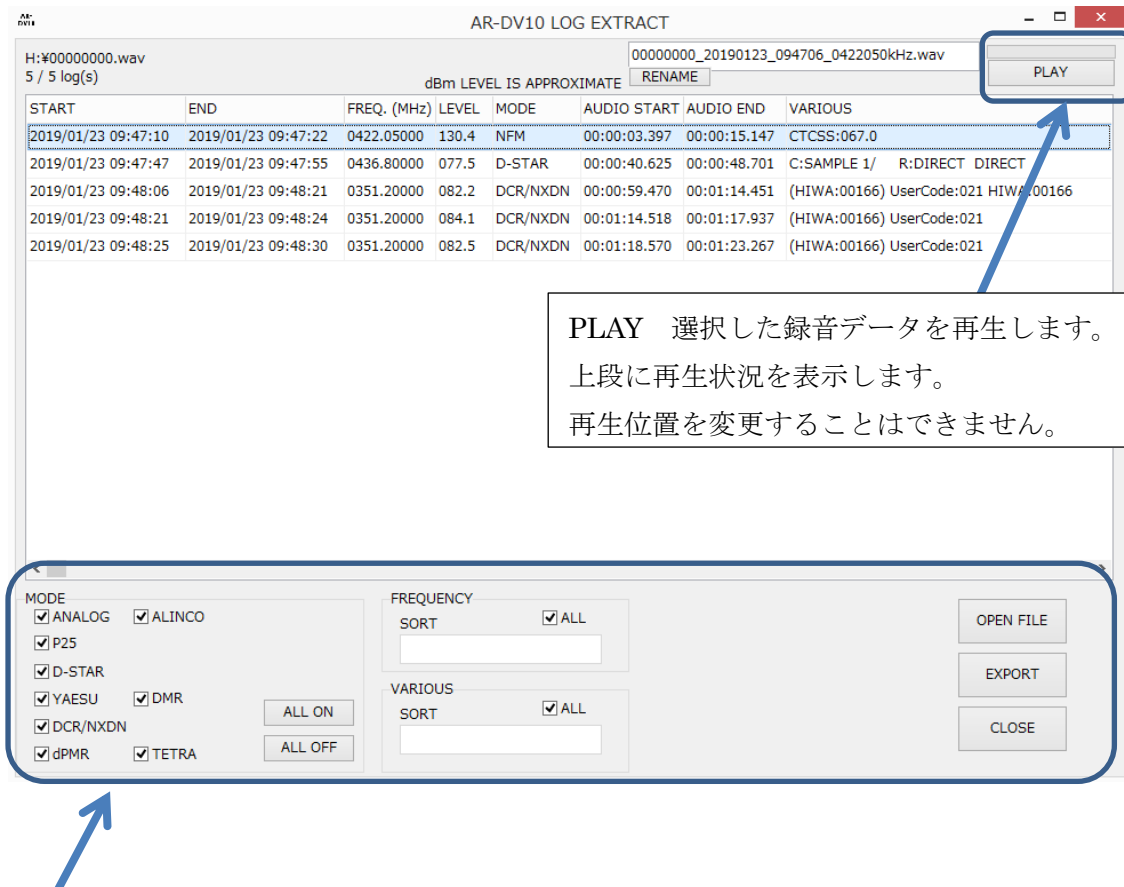 AR-DV10 LOG EXTRACT
H:¥00000000.wav
00000000_20190123_094706_0422050kHz.wav
5 / 5 log(s)
dBm LEVEL IS APPROXIMATE RENAME
PLAY
START END FREQ. (MHz) LEVEL MODE AUDIO START AUDIO END VARIOUS
2019/01/23 09:47:10 2019/01/23 09:47:22 0422.05000 130.4 NFM 00:00:03.397 00:00:15.147 CTCSS:067.0
2019/01/23 09:47:47 2019/01/23 09:47:55 0436.80000 077.5 D-STAR 00:00:40.625 00:00:48.701 C:SAMPLE 1/ R:DIRECT DIRECT
2019/01/23 09:48:06 2019/01/23 09:48:21 0351.20000 082.2 DCR/NXDN 00:00:59.470 00:01:14.451 (HIWA:00166) UserCode:021 HIWA:00166
2019/01/23 09:48:21 2019/01/23 09:48:24 0351.20000 084.1 DCR/NXDN 00:01:14.518 00:01:17.937 (HIWA:00166) UserCode:021
2019/01/23 09:48:25 2019/01/23 09:48:30 0351.20000 082.5 DCR/NXDN 00:01:18.570 00:01:23.267 (HIWA:00166) UserCode:021
PLAY 選択した録音データを再生します。
上段に再生状況を表示します。
再生位置を変更することはできません。
MODE
ANALOG ALINCO
P25
D-STAR
YAESU DMR
DCR/NXDN
dPMR TETRA
ALL ON
ALL OFF
FREQUENCY
SORT ALL
VARIOUS
SORT ALL
OPEN FILE
EXPORT
CLOSE